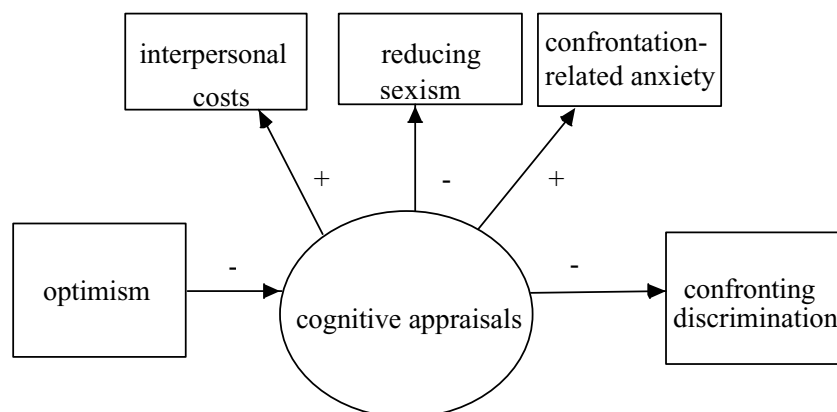 interpersonal
costs
reducing
sexism
confrontation-
related anxiety
+
-
+
optimism
-
cognitive appraisals
-
confronting
discrimination